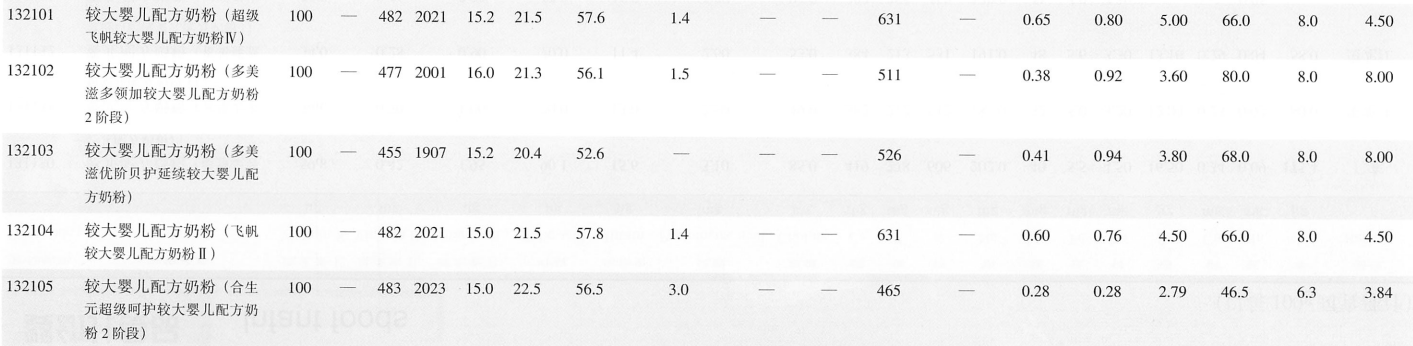 132101 较大婴儿配方奶粉（超级 100 — 482 2021 15.2 21.5 57.6 1.4 — — 631 — 0.65 0.80 5.00 66.0 8.0 4.50
飞帆较大婴儿配方奶粉Ⅳ）
132102 较大婴儿配方奶粉（多美 100 — 477 2001 16.0 21.3 56.1 1.5 — — 511 — 0.38 0.92 3.60 80.0 8.0 8.00
滋多领加较大婴儿配方奶粉
2 阶段）
132103 较大婴儿配方奶粉（多美 100 — 455 1907 15.2 20.4 52.6 — — — 526 — 0.41 0.94 3.80 68.0 8.0 8.00
滋优阶贝护延续较大婴儿配
方奶粉）
132104 较大婴儿配方奶粉（飞帆 100 — 482 2021 15.0 21.5 57.8 1.4 — — 631 — 0.60 0.76 4.50 66.0 8.0 4.50
较大婴儿配方奶粉Ⅱ）
132105 较大婴儿配方奶粉（合生 100 — 483 2023 15.0 22.5 56.5 3.0 — — 465 — 0.28 0.28 2.79 46.5 6.3 3.84
元超级呵护较大婴儿配方奶
粉 2 阶段）